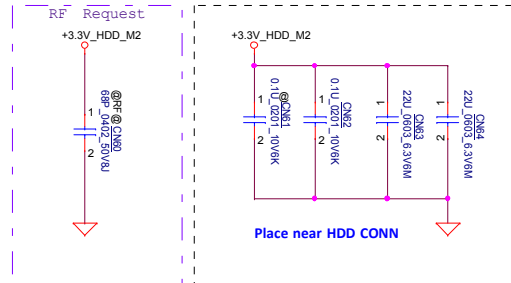 RF Request
+3.3V_HDD_M2
1
2
@RF@CN60
68P_0402_50V8J
+3.3V_HDD_M2
1
2
@CN61
0.1U_0201_10V6K
1
2
CN62
0.1U_0201_10V6K
1
2
CN63
22U_0603_6.3V6M
1
2
CN64
22U_0603_6.3V6M
Place near HDD CONN